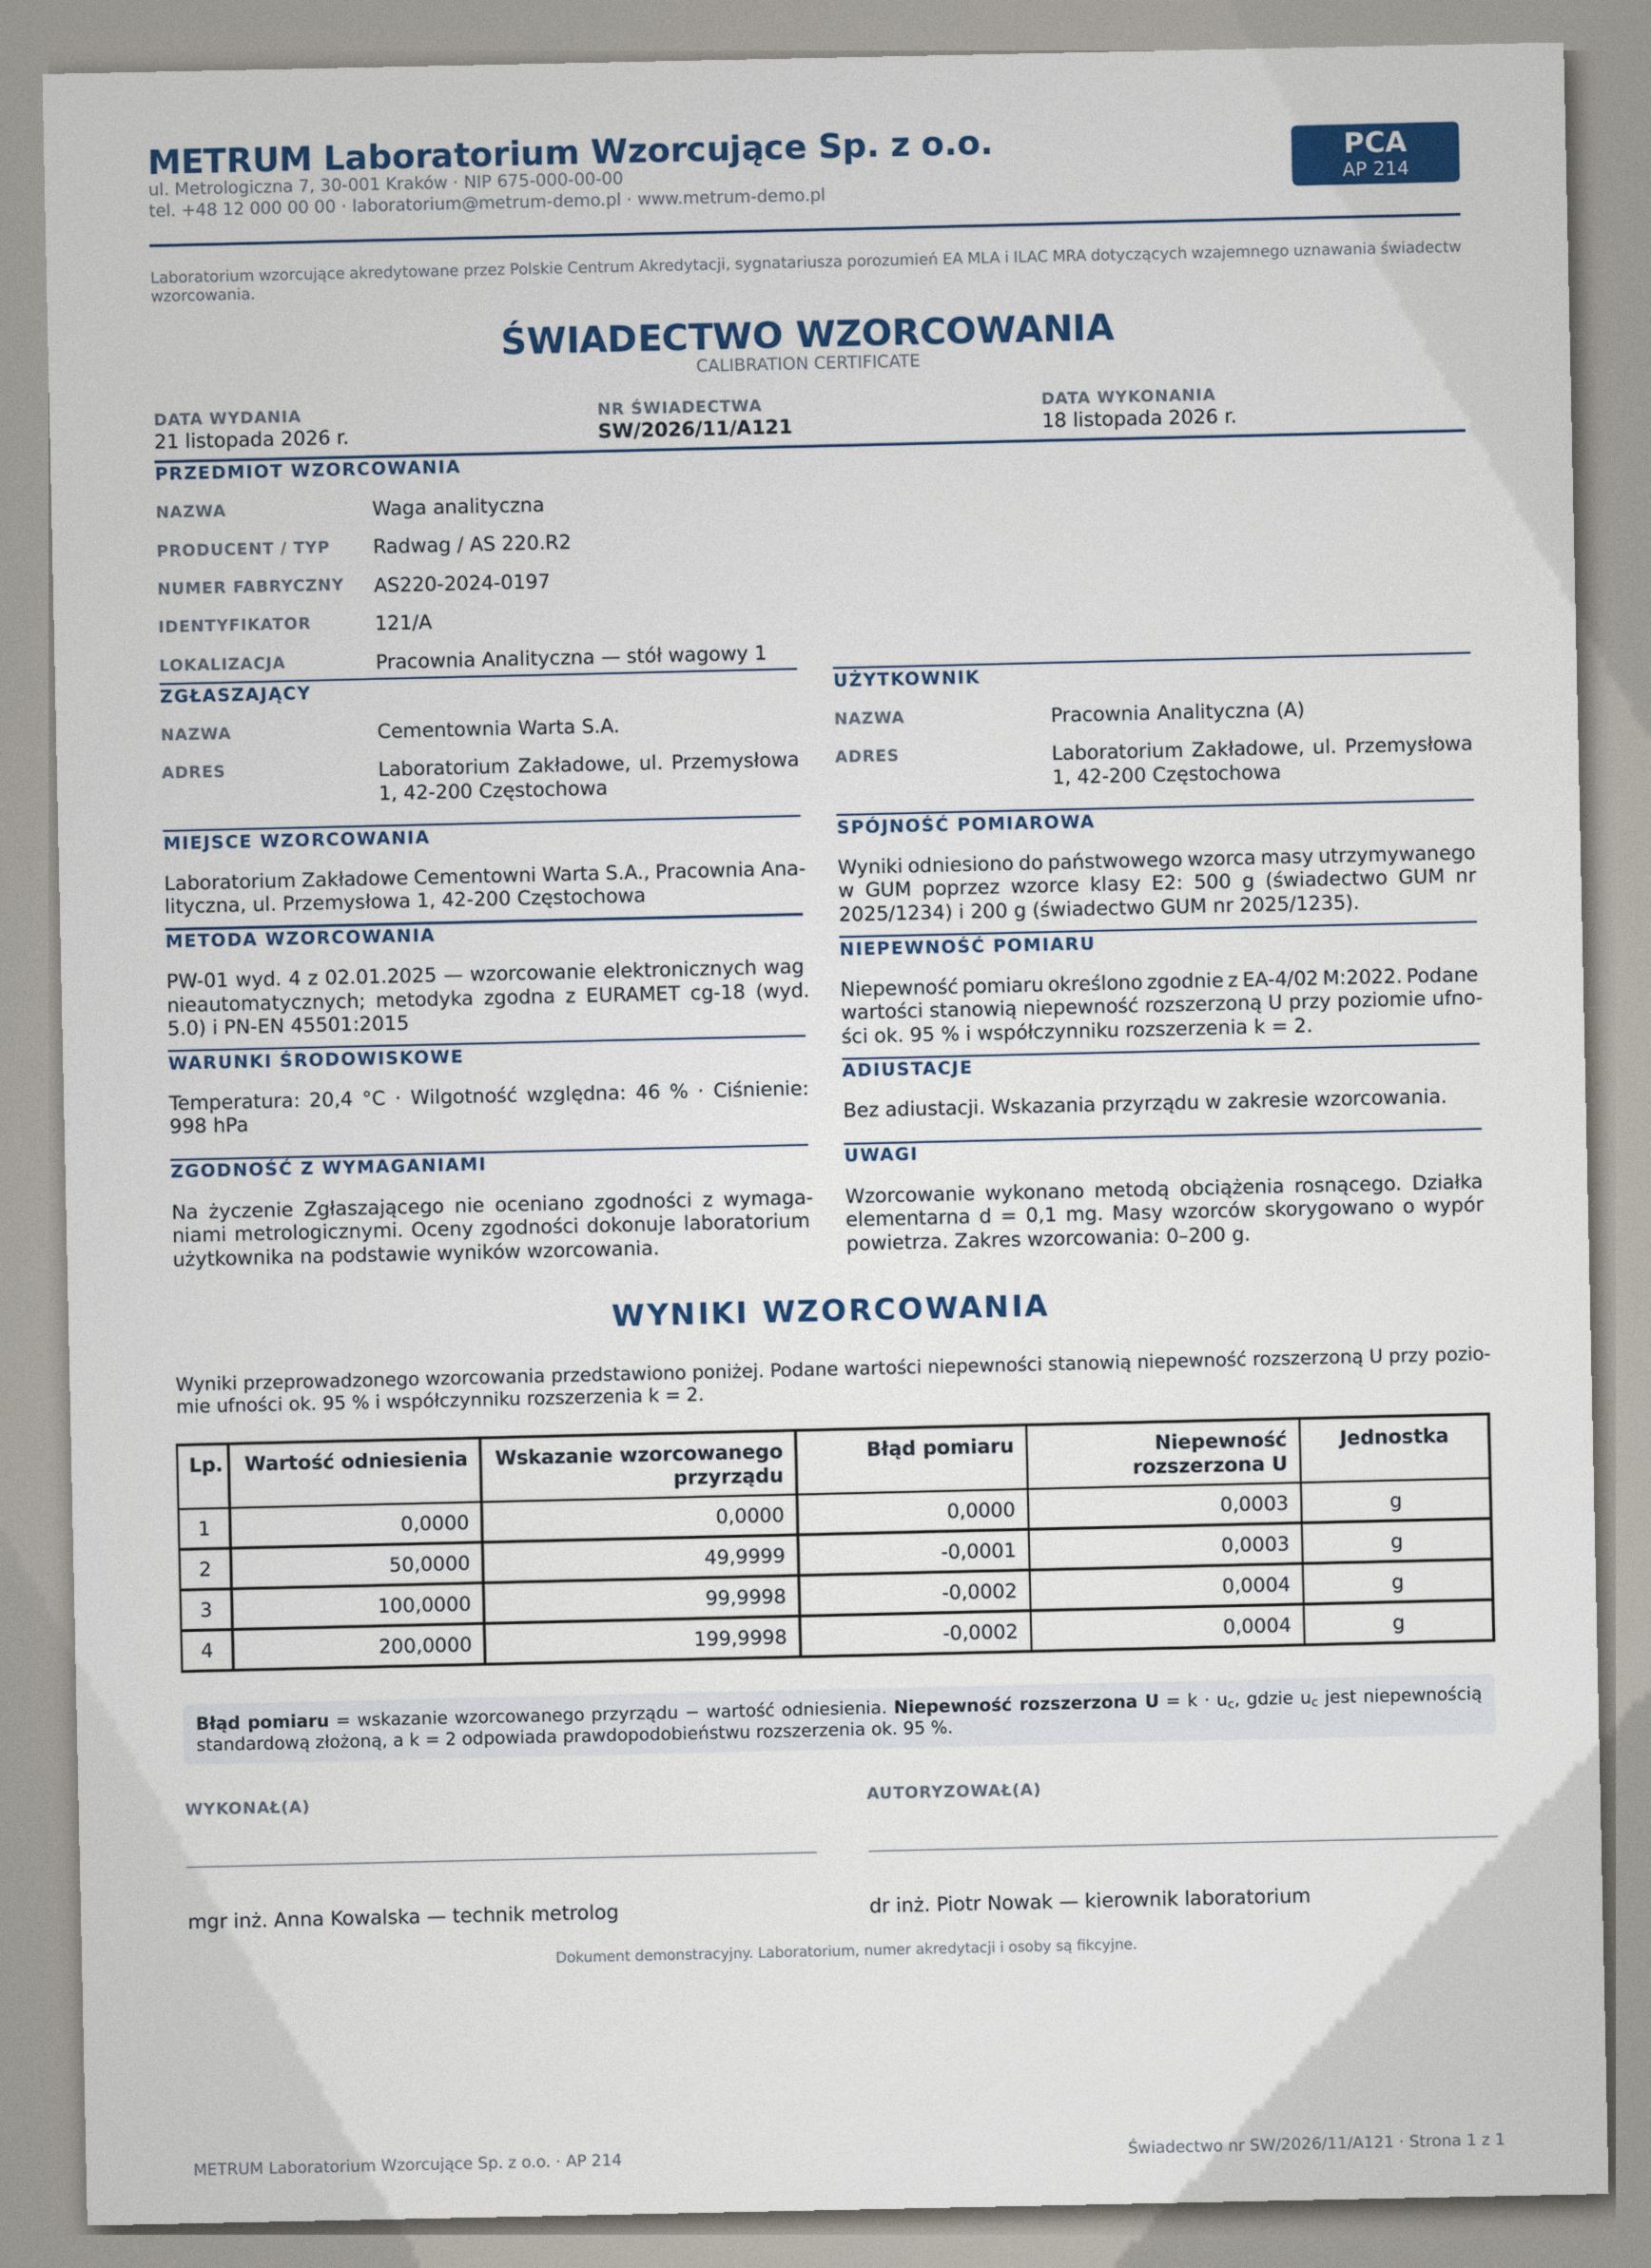 METRUM Laboratorium Wzorcujące Sp. z o.o.
ul. Metrologiczna 7, 30-001 Kraków · NIP 675-000-00-00
tel. +48 12 000 00 00 · laboratorium@metrum-demo.pl · www.metrum-demo.pl
PCA
AP 214
Laboratorium wzorcujące akredytowane przez Polskie Centrum Akredytacji, sygnatariusza porozumień EA MLA i ILAC MRA dotyczących wzajemnego uznawania świadectw
wzorcowania.
ŚWIADECTWO WZORCOWANIA
CALIBRATION CERTIFICATE
DATA WYDANIA
21 listopada 2026 r.
NR ŚWIADECTWA
SW/2026/11/A121
DATA WYKONANIA
18 listopada 2026 r.
PRZEDMIOT WZORCOWANIA
NAZWA Waga analityczna
PRODUCENT / TYP Radwag / AS 220.R2
NUMER FABRYCZNY AS220-2024-0197
IDENTYFIKATOR 121/A
LOKALIZACJA Pracownia Analityczna — stół wagowy 1
ZGŁASZAJĄCY
NAZWA Cementownia Warta S.A.
ADRES Laboratorium Zakładowe, ul. Przemysłowa
1, 42-200 Częstochowa
UŻYTKOWNIK
NAZWA Pracownia Analityczna (A)
ADRES Laboratorium Zakładowe, ul. Przemysłowa
1, 42-200 Częstochowa
MIEJSCE WZORCOWANIA
Laboratorium Zakładowe Cementowni Warta S.A., Pracownia Ana-
lityczna, ul. Przemysłowa 1, 42-200 Częstochowa
SPÓJNOŚĆ POMIAROWA
Wyniki odniesiono do państwowego wzorca masy utrzymywanego
w GUM poprzez wzorce klasy E2: 500 g (świadectwo GUM nr
2025/1234) i 200 g (świadectwo GUM nr 2025/1235).
METODA WZORCOWANIA
PW-01 wyd. 4 z 02.01.2025 — wzorcowanie elektronicznych wag
nieautomatycznych; metodyka zgodna z EURAMET cg-18 (wyd.
5.0) i PN-EN 45501:2015
NIEPEWNOŚĆ POMIARU
Niepewność pomiaru określono zgodnie z EA-4/02 M:2022. Podane
wartości stanowią niepewność rozszerzoną U przy poziomie ufno-
ści ok. 95 % i współczynniku rozszerzenia k = 2.
WARUNKI ŚRODOWISKOWE
Temperatura: 20,4 °C · Wilgotność względna: 46 % · Ciśnienie:
998 hPa
ADIUSTACJE
Bez adiustacji. Wskazania przyrządu w zakresie wzorcowania.
ZGODNOŚĆ Z WYMAGANIAMI
Na życzenie Zgłaszającego nie oceniano zgodności z wymaga-
niami metrologicznymi. Oceny zgodności dokonuje laboratorium
użytkownika na podstawie wyników wzorcowania.
UWAGI
Wzorcowanie wykonano metodą obciążenia rosnącego. Działka
elementarna d = 0,1 mg. Masy wzorców skorygowano o wypór
powietrza. Zakres wzorcowania: 0–200 g.
WYNIKI WZORCOWANIA
Wyniki przeprowadzonego wzorcowania przedstawiono poniżej. Podane wartości niepewności stanowią niepewność rozszerzoną U przy pozio-
mie ufności ok. 95 % i współczynniku rozszerzenia k = 2.
Lp. Wartość odniesienia Wskazanie wzorcowanego przyrządu Błąd pomiaru Niepewność rozszerzona U Jednostka
1 0,0000 0,0000 0,0000 0,0003 g
2 50,0000 49,9999 -0,0001 0,0003 g
3 100,0000 99,9998 -0,0002 0,0004 g
4 200,0000 199,9998 -0,0002 0,0004 g
Błąd pomiaru = wskazanie wzorcowanego przyrządu − wartość odniesienia. Niepewność rozszerzona U = k · uc, gdzie uc jest niepewnością
standardową złożoną, a k = 2 odpowiada prawdopodobieństwu rozszerzenia ok. 95 %.
WYKONAŁ(A)
mgr inż. Anna Kowalska — technik metrolog
AUTORYZOWAŁ(A)
dr inż. Piotr Nowak — kierownik laboratorium
Dokument demonstracyjny. Laboratorium, numer akredytacji i osoby są fikcyjne.
METRUM Laboratorium Wzorcujące Sp. z o.o. · AP 214
Świadectwo nr SW/2026/11/A121 · Strona 1 z 1